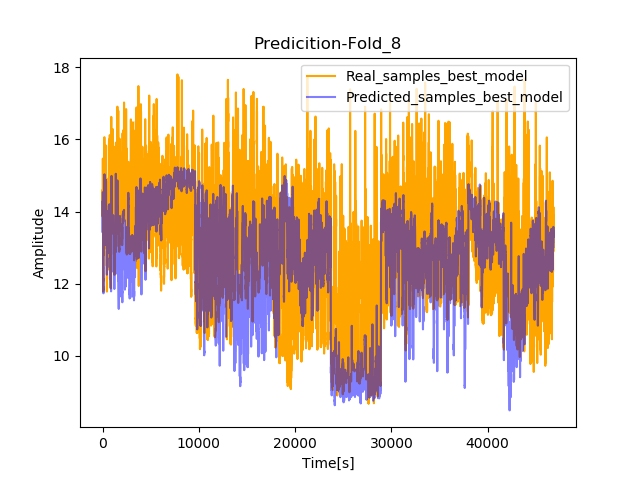 Predicition-Fold_8
Real_samples_best_model
Predicted_samples_best_model
18
16
14
12
10
Amplitude
0
10000
20000
30000
40000
Time[s]